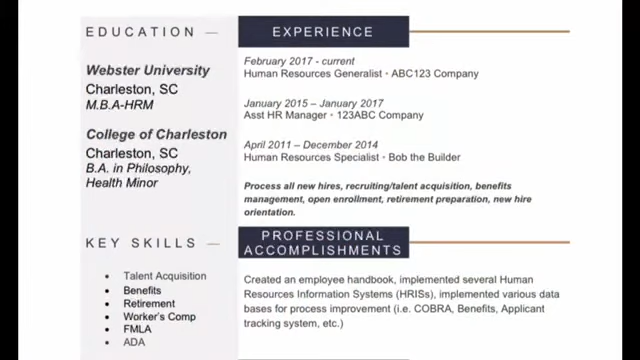 EDUCATION —
Webster University
Charleston, SC
M.B.A-HRM
College of Charleston
Charleston, SC
B.A. in Philosophy,
Health Minor
KEY SKILLS —
• Talent Acquisition
• Benefits
• Retirement
• Worker's Comp
• FMLA
• ADA
EXPERIENCE
February 2017 - current
Human Resources Generalist • ABC123 Company
January 2015 – January 2017
Asst HR Manager • 123ABC Company
April 2011 – December 2014
Human Resources Specialist • Bob the Builder
Process all new hires, recruiting/talent acquisition, benefits
management, open enrollment, retirement preparation, new hire
orientation.
PROFESSIONAL
ACCOMPLISHMENTS
Created an employee handbook, implemented several Human
Resources Information Systems (HRISs), implemented various data
bases for process improvement (i.e. COBRA, Benefits, Applicant
tracking system, etc.)